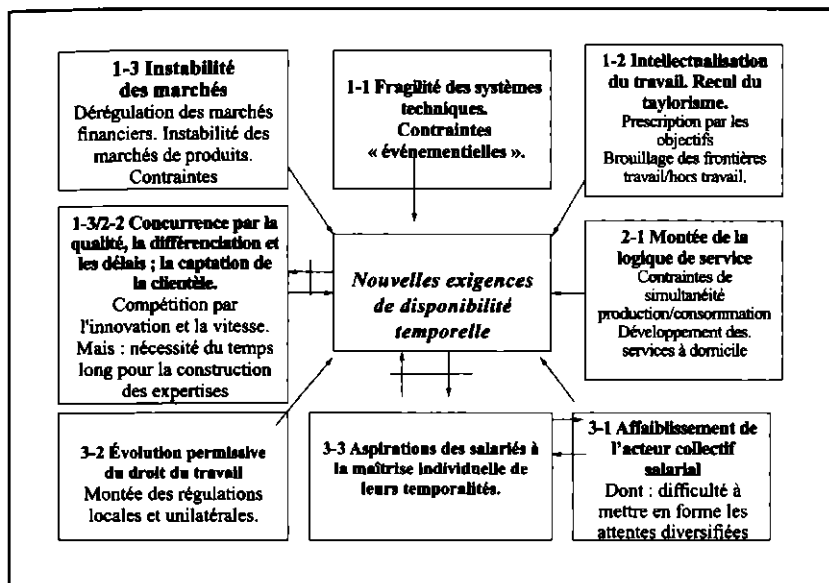 1-3 Instabilité
des marchés
Dérégulation des marchés
financiers. Instabilité des
marchés de produits.
Contraintes
1-1 Fragilité des systèmes
techniques.
Contraintes
« événementielles ».
1-2 Intellectualisation
du travail. Recul du
taylorisme.
Prescription par les
objectifs
Brouillage des frontières
travail/hors travail.
1-3/2-2 Concurrence par la
qualité, la différenciation et
les délais ; la captation de
la clientèle.
Compétition par
l'innovation et la vitesse.
Mais : nécessité du temps
long pour la construction
des expertises
Nouvelles exigences
de disponibilité
temporelle
2-1 Montée de la
logique de service
Contraintes de
simultanéité
production/consommation
Développement des
services à domicile
3-2 Évolution permissive
du droit du travail
Montée des régulations
locales et unilatérales.
3-3 Aspirations des salariés à
la maîtrise individuelle de
leurs temporalités.
3-1 Affaiblissement de
l'acteur collectif
salarial
Dont : difficulté à
mettre en forme les
attentes diversifiées